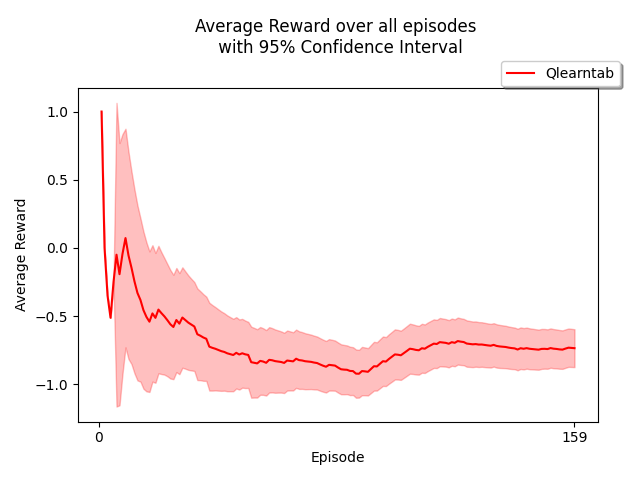 Average Reward over all episodes
with 95% Confidence Interval
Qlearntab
1.0
0.5
0.0
−0.5
−1.0
Average Reward
0
159
Episode